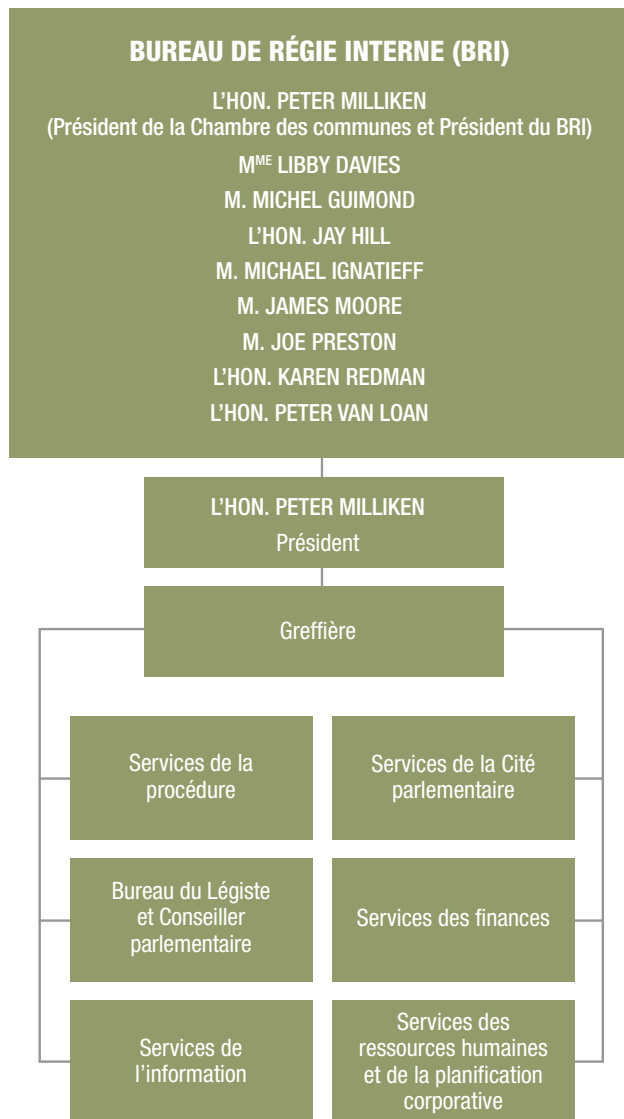 BUREAU DE RÉGIE INTERNE (BRI)
L'HON. PETER MILLIKEN
(Président de la Chambre des communes et Président du BRI)
MME LIBBY DAVIES
M. MICHEL GUIMOND
L'HON. JAY HILL
M. MICHAEL IGNATIEFF
M. JAMES MOORE
M. JOE PRESTON
L'HON. KAREN REDMAN
L'HON. PETER VAN LOAN
L'HON. PETER MILLIKEN
Président
Greffière
Services de la
procédure
Services de la Cité
parlementaire
Bureau du Légiste
et Conseiller
parlementaire
Services des finances
Services de
l'information
Services des
ressources humaines
et de la planification
corporative